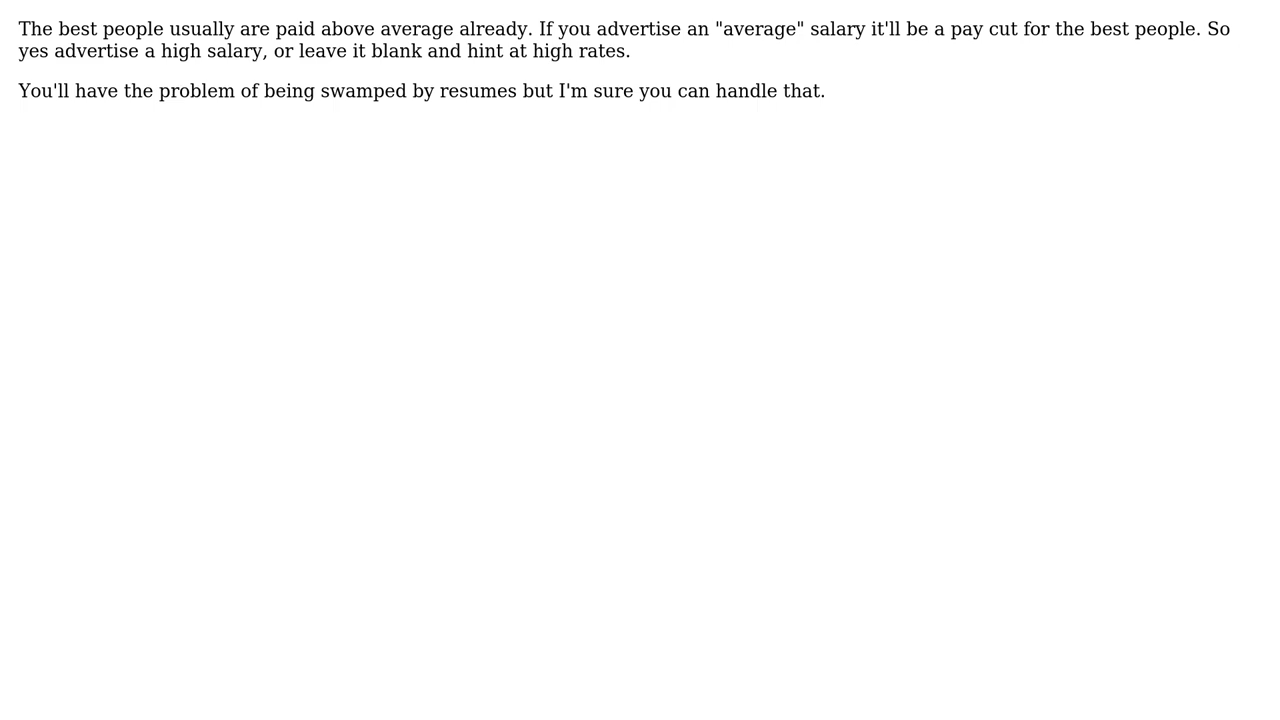 The best people usually are paid above average already. If you advertise an "average" salary it'll be a pay cut for the best people. So
yes advertise a high salary, or leave it blank and hint at high rates.
You'll have the problem of being swamped by resumes but I'm sure you can handle that.